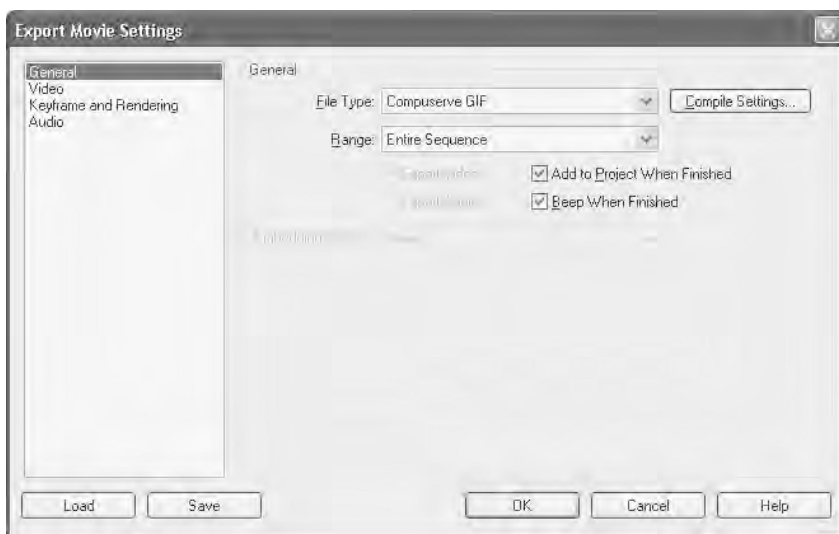 Export Movie Settings
General
Video
Keyframe and Rendering
Audio
General
File Type: Compuserve GIF
Compile Settings...
Range: Entire Sequence
Add to Project When Finished
Beep When Finished
Load
Save
OK
Cancel
Help